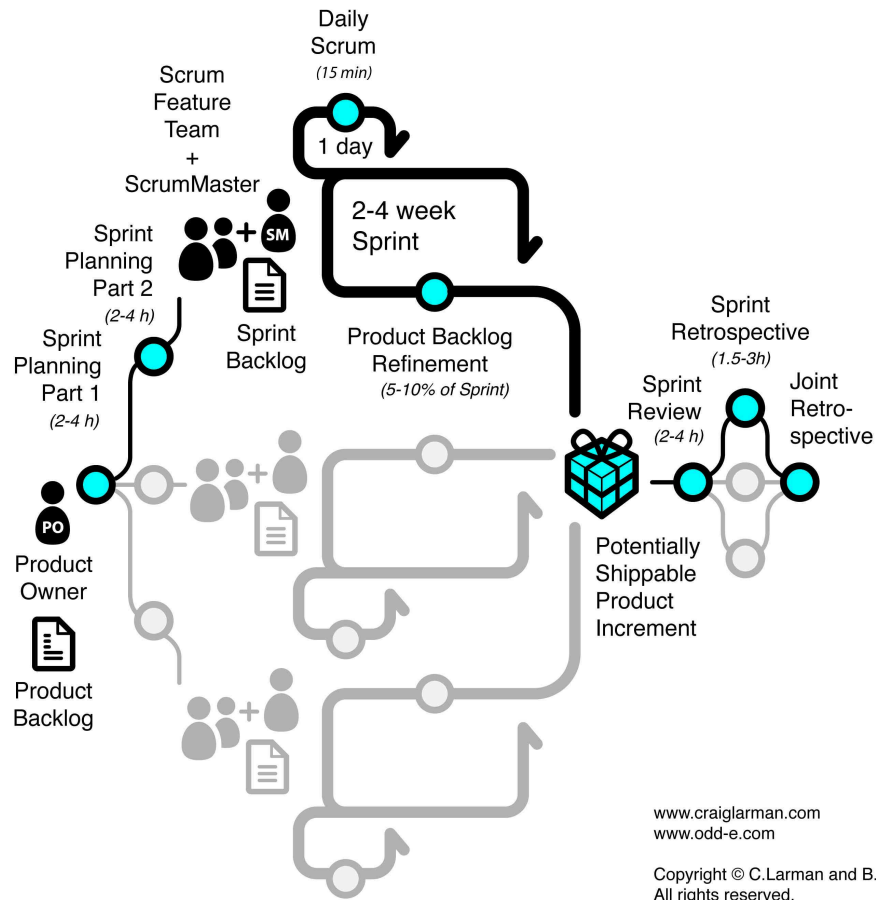 Daily
Scrum
(15 min)
Scrum
Feature
Team
+
ScrumMaster
1 day
SM
2-4 week
Sprint
Sprint
Planning
Part 2
(2-4 h)
Sprint
Backlog
Product Backlog
Refinement
(5-10% of Sprint)
Sprint
Planning
Part 1
(2-4 h)
Sprint
Retrospective
(1.5-3h)
Sprint
Review
(2-4 h)
Joint
Retro-
spective
PO
Product
Owner
Product
Backlog
Potentially
Shippable
Product
Increment
www.craiglarman.com
www.odd-e.com
Copyright © C.Larman and B.
All rights reserved.